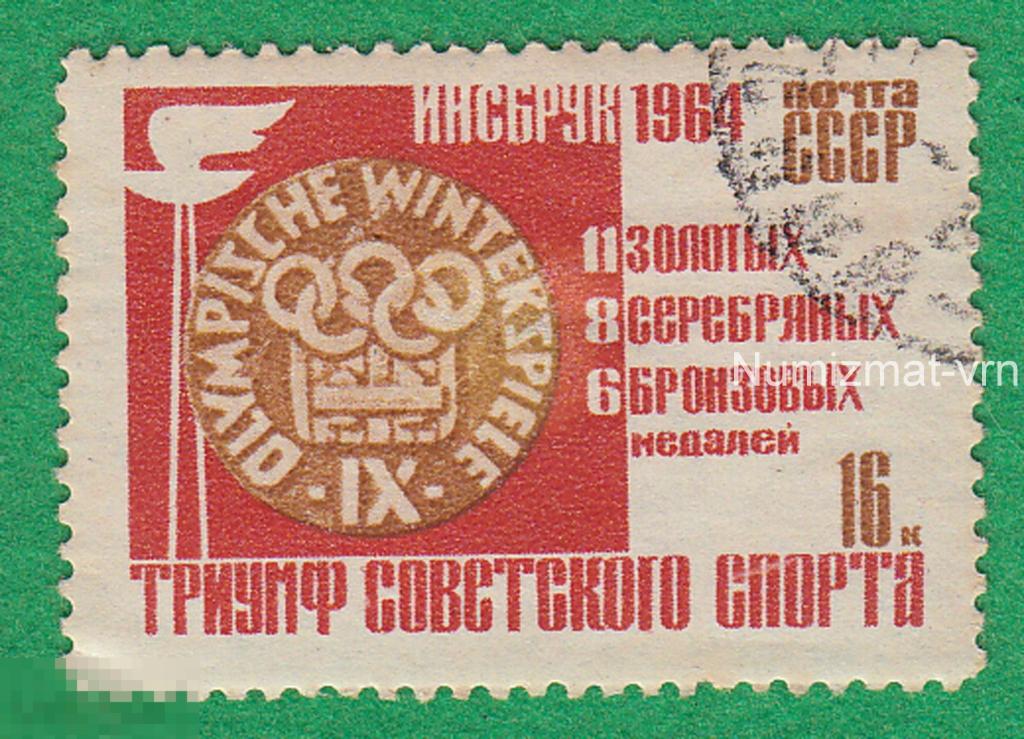 ИНСБРУК 1964
почта
СССР
OLYMPISCHE WINTERSPIELE
IX
11 ЗОЛОТЫХ
8 СЕРЕБРЯНЫХ
6 БРОНЗОВЫХ
медалей
16 к
ТРИУМФ СОВЕТСКОГО СПОРТА
Numizmat-vrn